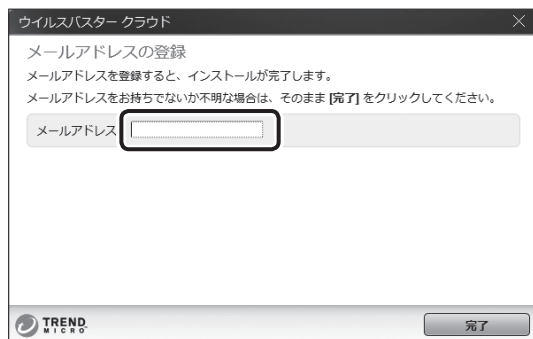 ウイルスバスター クラウド
メールアドレスの登録
メールアドレスを登録すると、インストールが完了します。
メールアドレスをお持ちでないか不明な場合は、そのまま [完了] をクリックしてください。
メールアドレス
TREND
MICRO
完了